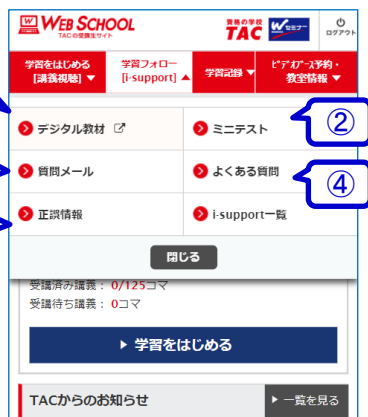 WEB SCHOOL
TACの受講生サイト
資格の学校
TAC
Wセミナー
ログアウト
学習をはじめる
[講義視聴] ▼
学習フォロー
[i-support] ▲
学習記録 ▼
ビデオブース予約・
教室情報 ▼
デジタル教材
ミニテスト
②
質問メール
よくある質問
④
正誤情報
i-support一覧
閉じる
受講済み講義： 0/125コマ
受講待ち講義： 0コマ
▶ 学習をはじめる
TACからのお知らせ
▶ 一覧を見る